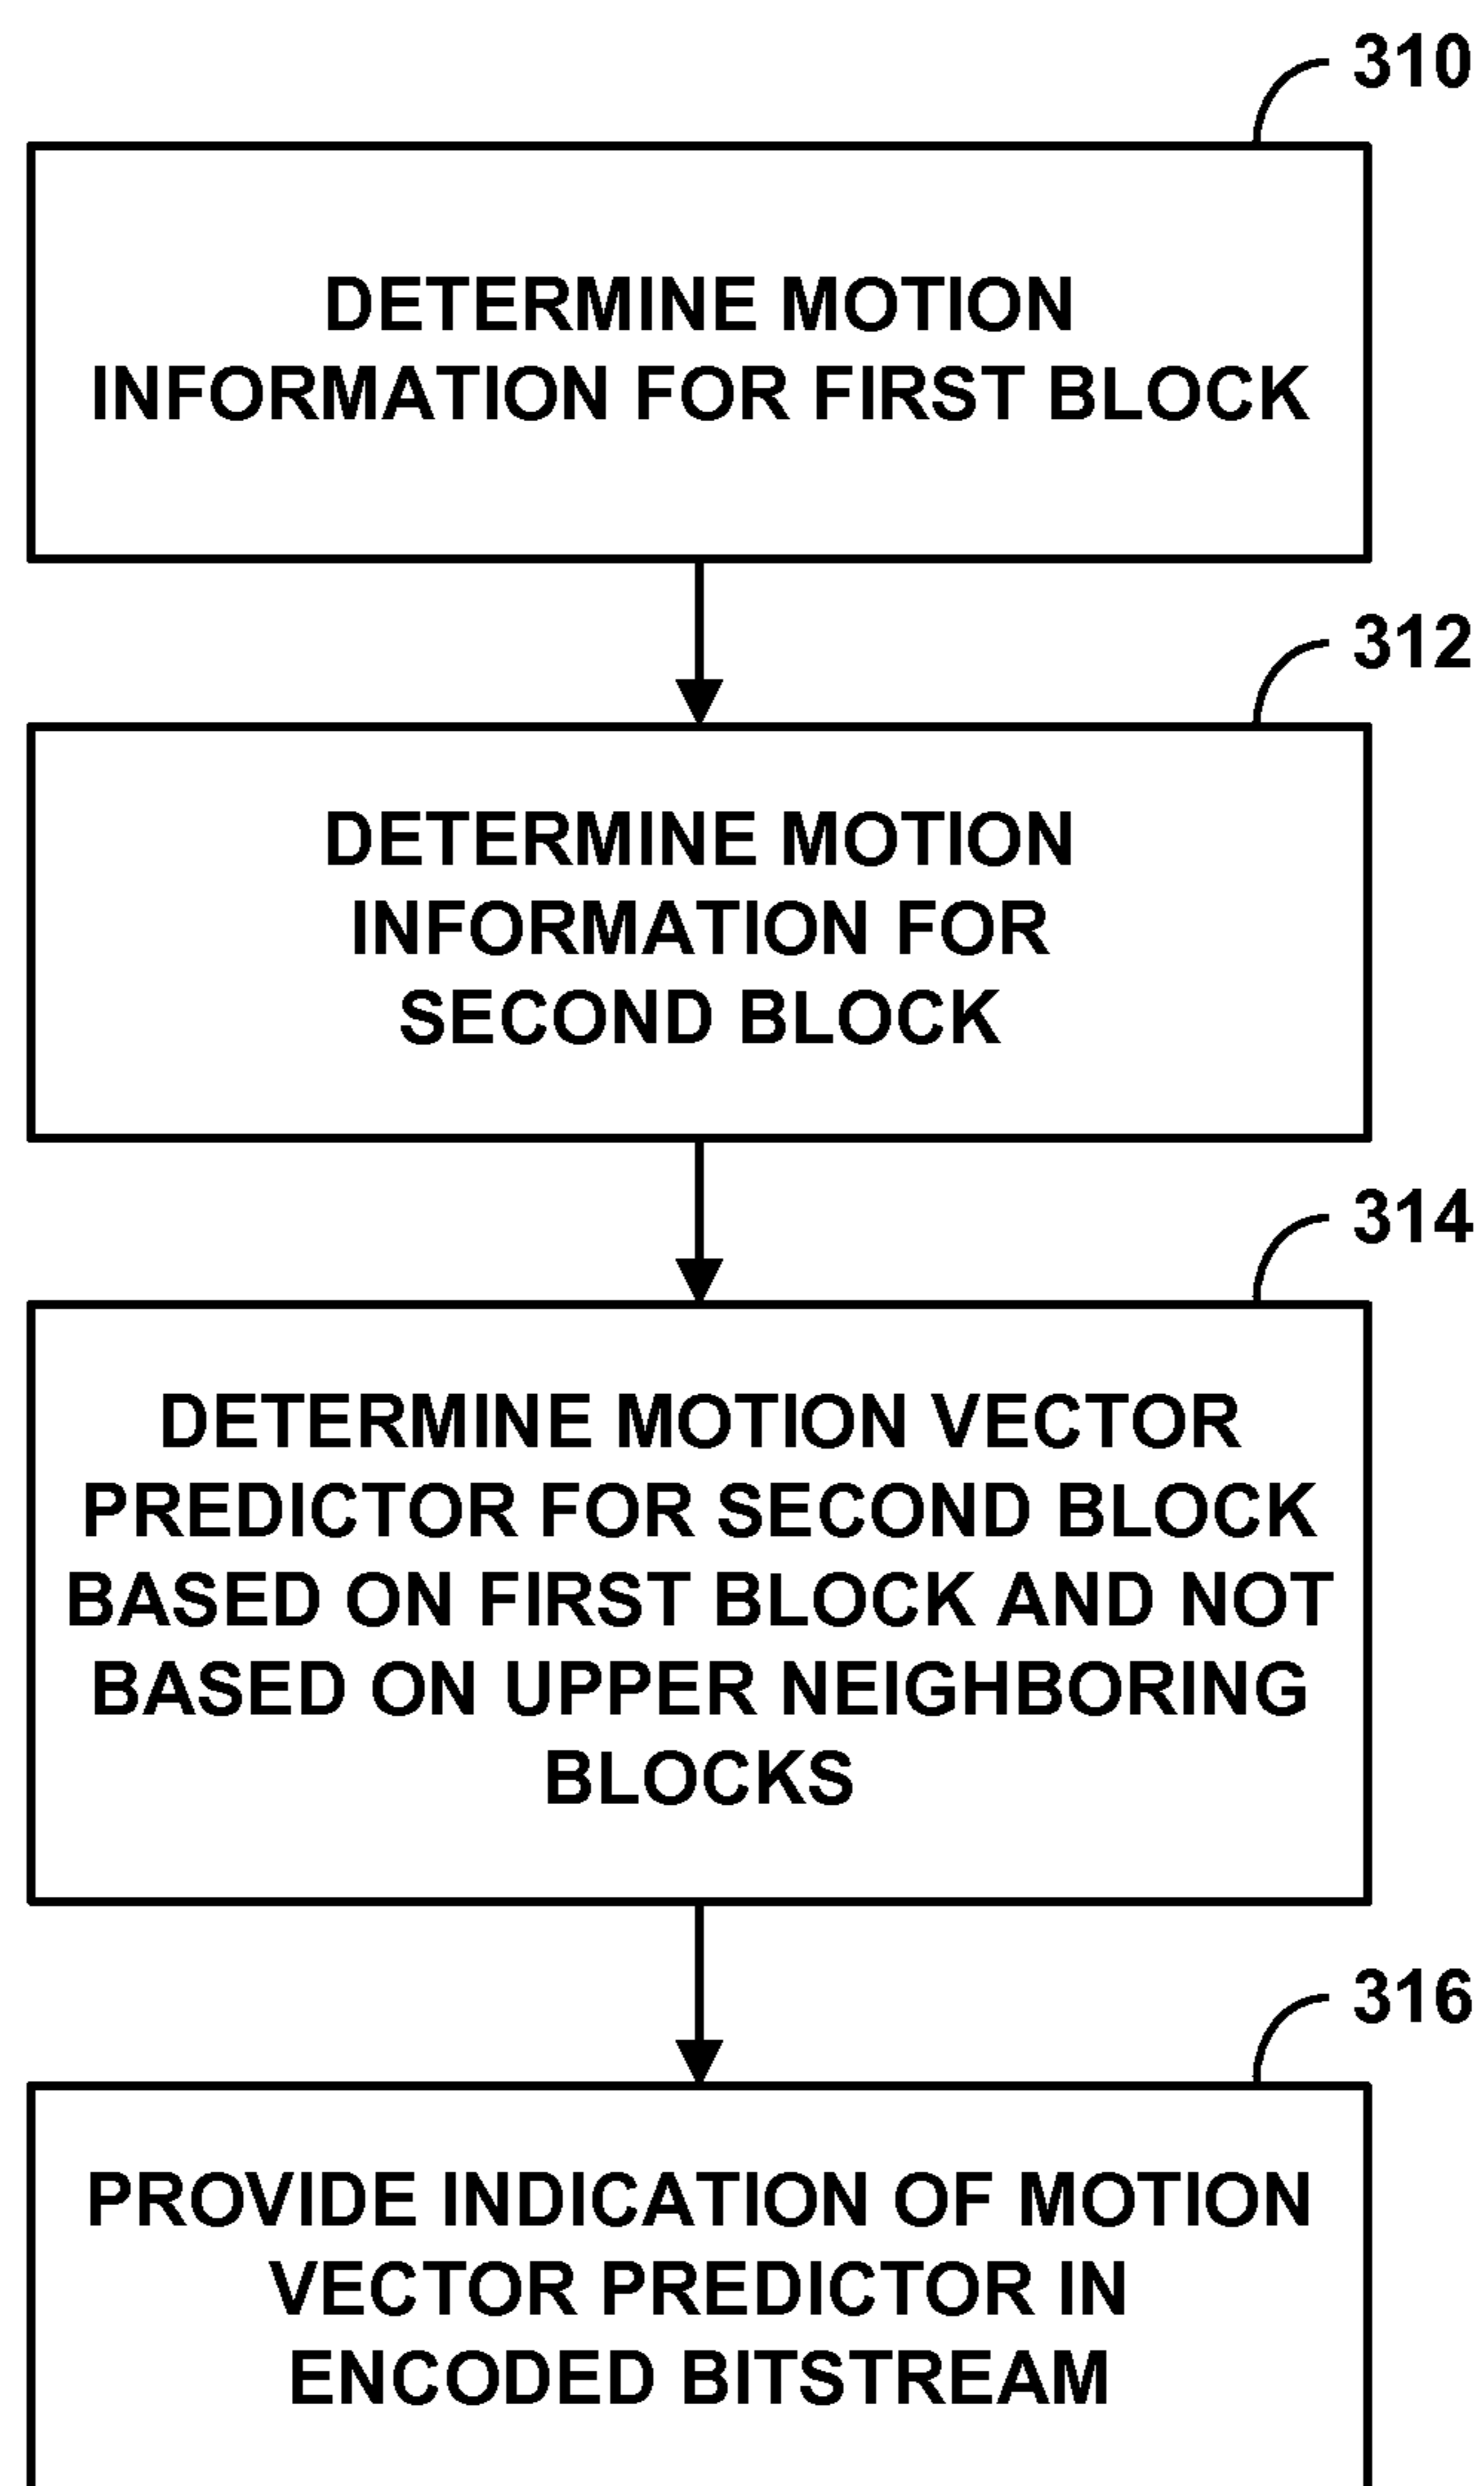 310
DETERMINE MOTION
INFORMATION FOR FIRST BLOCK
312
DETERMINE MOTION
INFORMATION FOR
SECOND BLOCK
314
DETERMINE MOTION VECTOR
PREDICTOR FOR SECOND BLOCK
BASED ON FIRST BLOCK AND NOT
BASED ON UPPER NEIGHBORING
BLOCKS
316
PROVIDE INDICATION OF MOTION
VECTOR PREDICTOR IN
ENCODED BITSTREAM